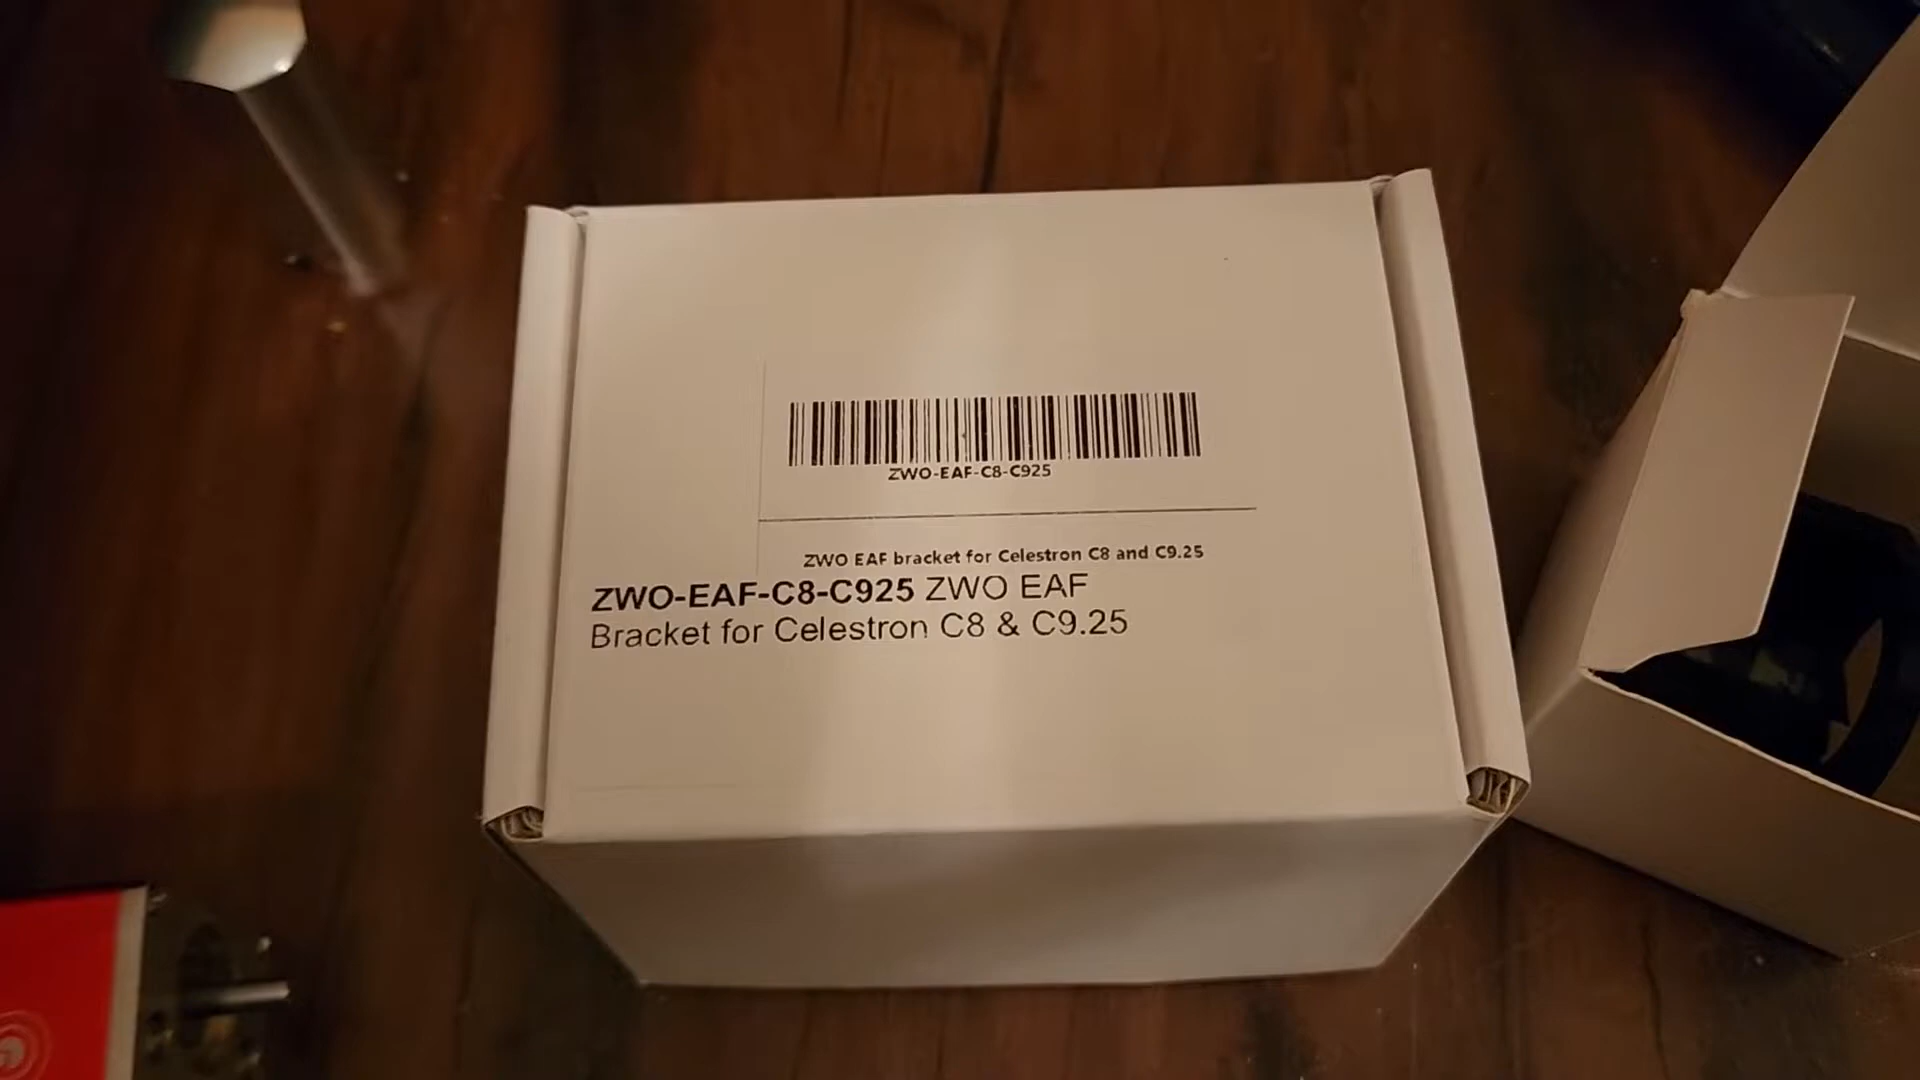 ZWO-EAF-C8-C925
ZWO EAF bracket for Celestron C8 and C9.25
ZWO-EAF-C8-C925 ZWO EAF
Bracket for Celestron C8 & C9.25